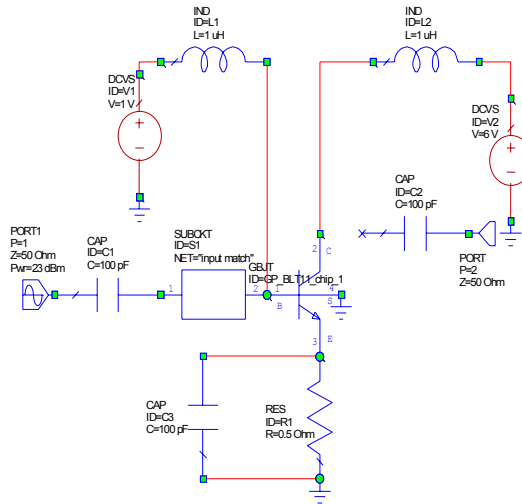 IND
ID=L1
L=1 uH
IND
ID=L2
L=1 uH
DCVS
ID=V1
V=1 V
DCVS
ID=V2
V=6 V
CAP
ID=C2
C=100 pF
PORT1
P=1
Z=50 Ohm
Pwr=23 dBm
CAP
ID=C1
C=100 pF
SUBCKT
ID=S1
NET="input match"
GBJT
ID=GP_BLT11_chip_1
PORT
P=2
Z=50 Ohm
1
2
1
B
2
C
4
S
3
E
CAP
ID=C3
C=100 pF
RES
ID=R1
R=0.5 Ohm